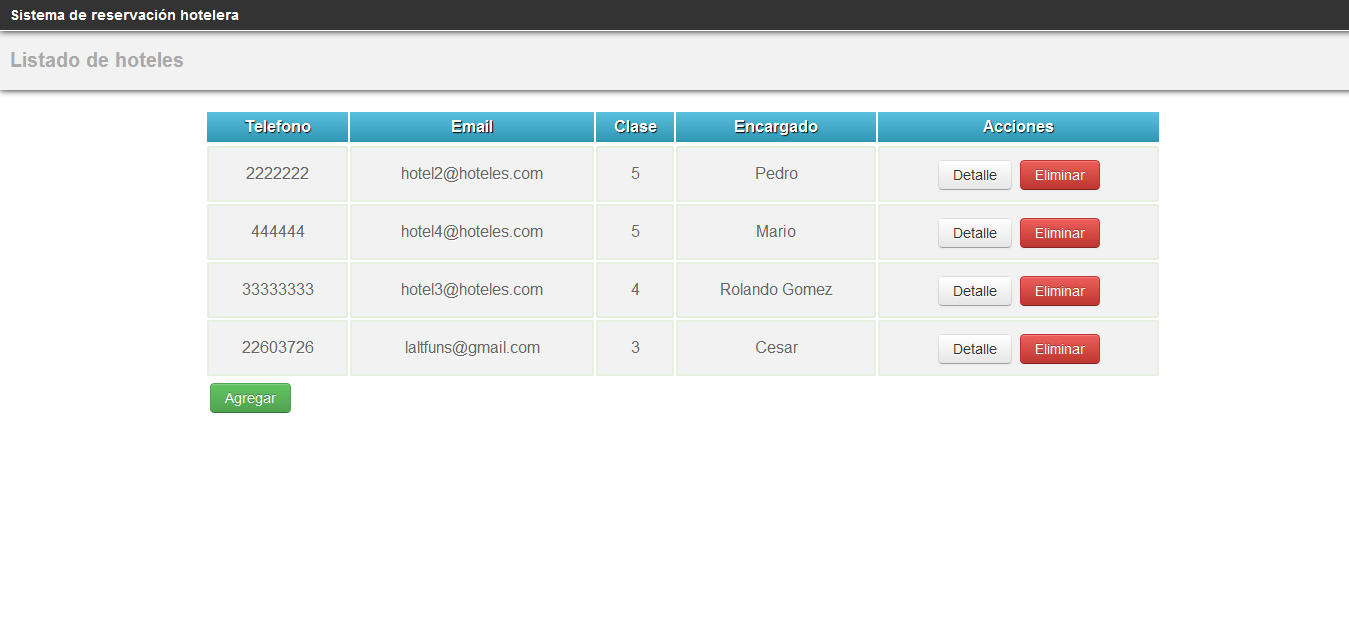 Sistema de reservación hotelera
Listado de hoteles
Telefono Email Clase Encargado Acciones
2222222 hotel2@hoteles.com 5 Pedro Detalle Eliminar
444444 hotel4@hoteles.com 5 Mario Detalle Eliminar
33333333 hotel3@hoteles.com 4 Rolando Gomez Detalle Eliminar
22603726 laltfuns@gmail.com 3 Cesar Detalle Eliminar
Agregar